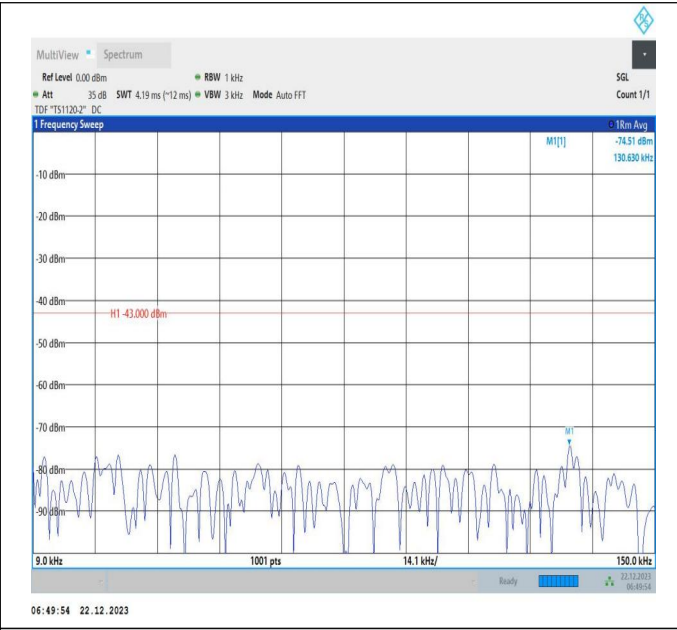 R S
MultiView Spectrum
Ref Level 0.00 dBm RBW 1 kHz SGL
Att 35 dB SWT 4.19 ms (~12 ms) VBW 3 kHz Mode Auto FFT Count 1/1
TDF "TS1120-2" DC
1 Frequency Sweep 1Rm Avg
M1[1] -74.51 dBm
130.630 kHz
-10 dBm
-20 dBm
-30 dBm
-40 dBm
H1 -43.000 dBm
-50 dBm
-60 dBm
-70 dBm
M1
-80 dBm
-90 dBm
9.0 kHz 1001 pts 14.1 kHz/ 150.0 kHz
Ready 22.12.2023
06:49:54
06:49:54 22.12.2023